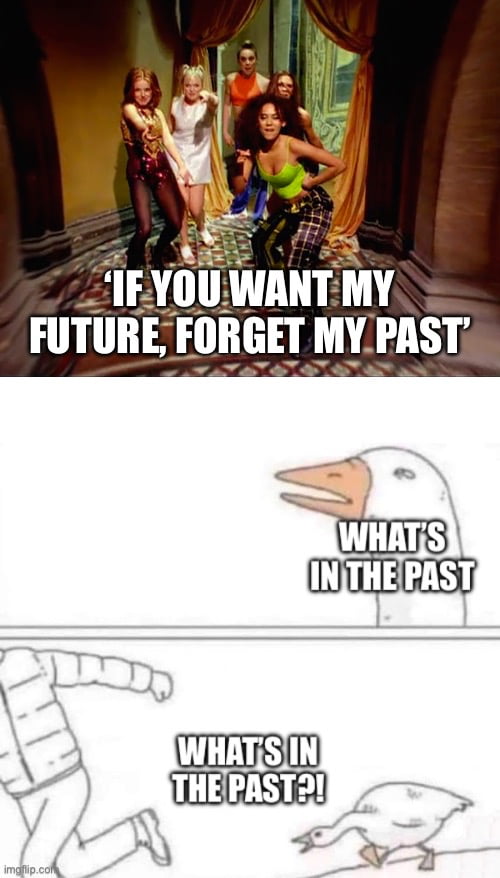 ‘IF YOU WANT MY
FUTURE, FORGET MY PAST’
WHAT’S
IN THE PAST
WHAT’S IN
THE PAST?!
imgflip.com